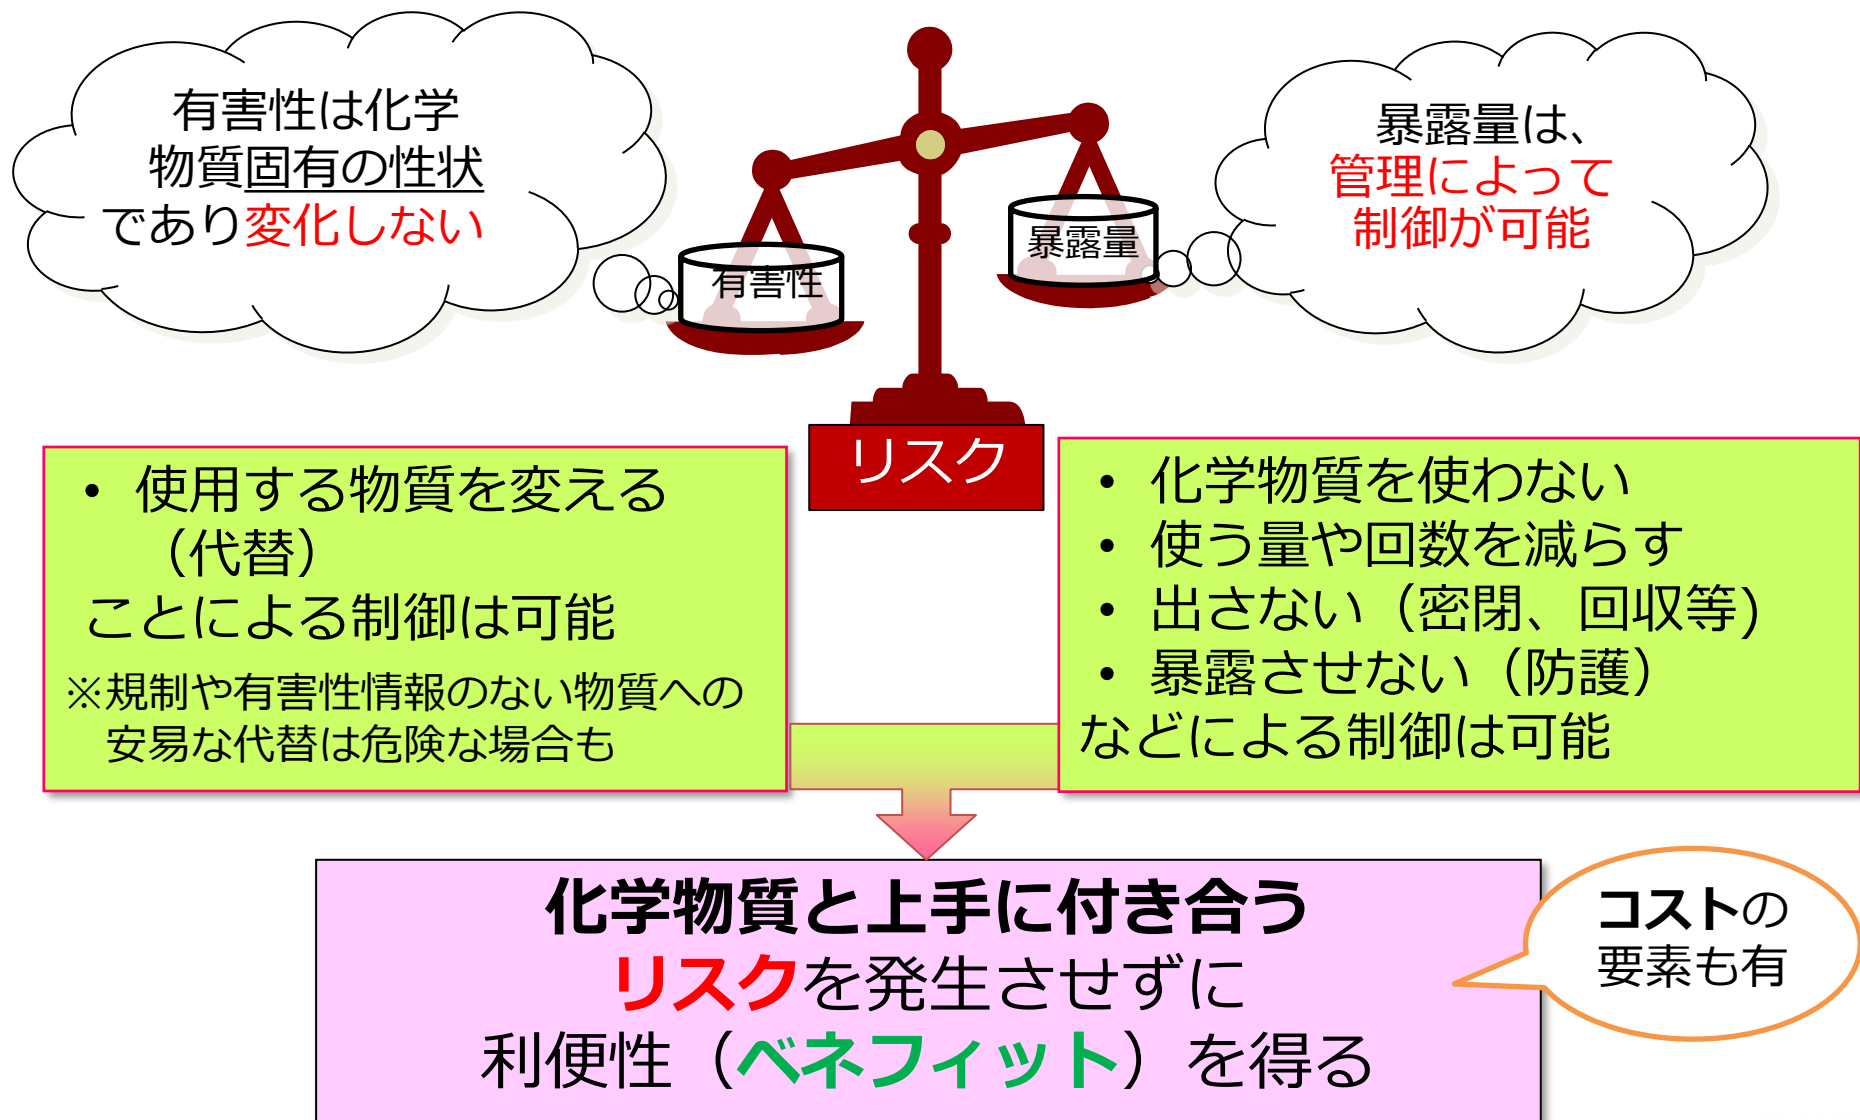 有害性は化学
物質固有の性状
であり変化しない
暴露量は、
管理によって
制御が可能
有害性
暴露量
リスク
• 使用する物質を変える
（代替）
ことによる制御は可能
※規制や有害性情報のない物質への
安易な代替は危険な場合も
• 化学物質を使わない
• 使う量や回数を減らす
• 出さない（密閉、回収等)
• 暴露させない（防護）
などによる制御は可能
化学物質と上手に付き合う
リスクを発生させずに
利便性（ベネフィット）を得る
コストの
要素も有